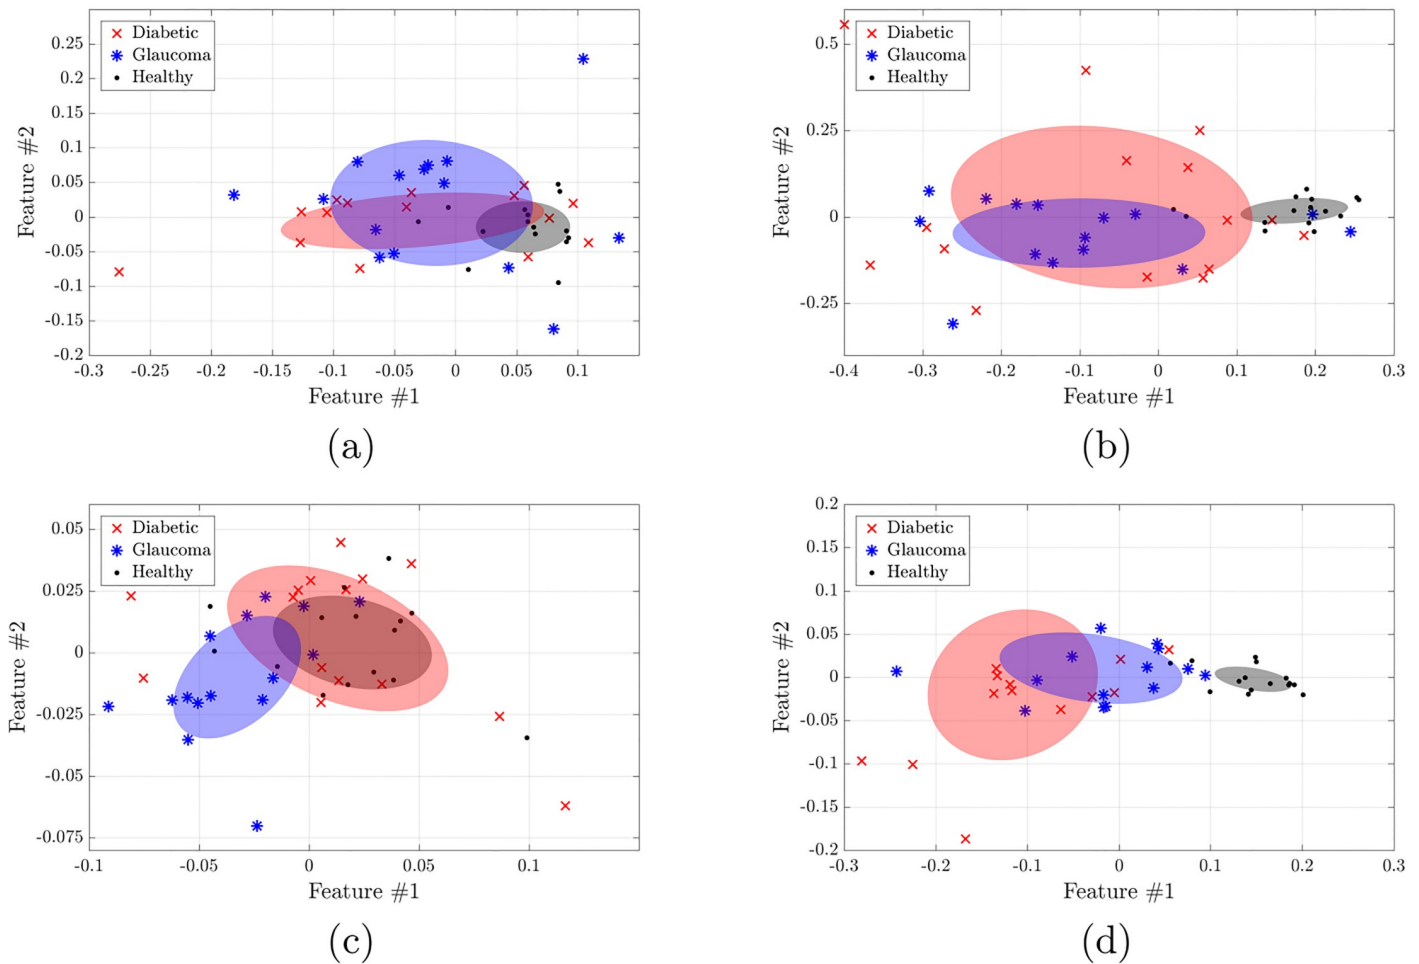 Diabetic
Glaucoma
Healthy
Feature #2
0.25
0.2
0.15
0.1
0.05
0
-0.05
-0.1
-0.15
-0.2
-0.3 -0.25 -0.2 -0.15 -0.1 -0.05 0 0.05 0.1
Feature #1
(a)
Diabetic
Glaucoma
Healthy
Feature #2
0.5
0.25
0
-0.25
-0.4 -0.3 -0.2 -0.1 0 0.1 0.2 0.3
Feature #1
(b)
Diabetic
Glaucoma
Healthy
Feature #2
0.05
0.025
0
-0.025
-0.05
-0.075
-0.1 -0.05 0 0.05 0.1
Feature #1
(c)
Diabetic
Glaucoma
Healthy
Feature #2
0.2
0.15
0.1
0.05
0
-0.05
-0.1
-0.15
-0.2
-0.3 -0.2 -0.1 0 0.1 0.2 0.3
Feature #1
(d)